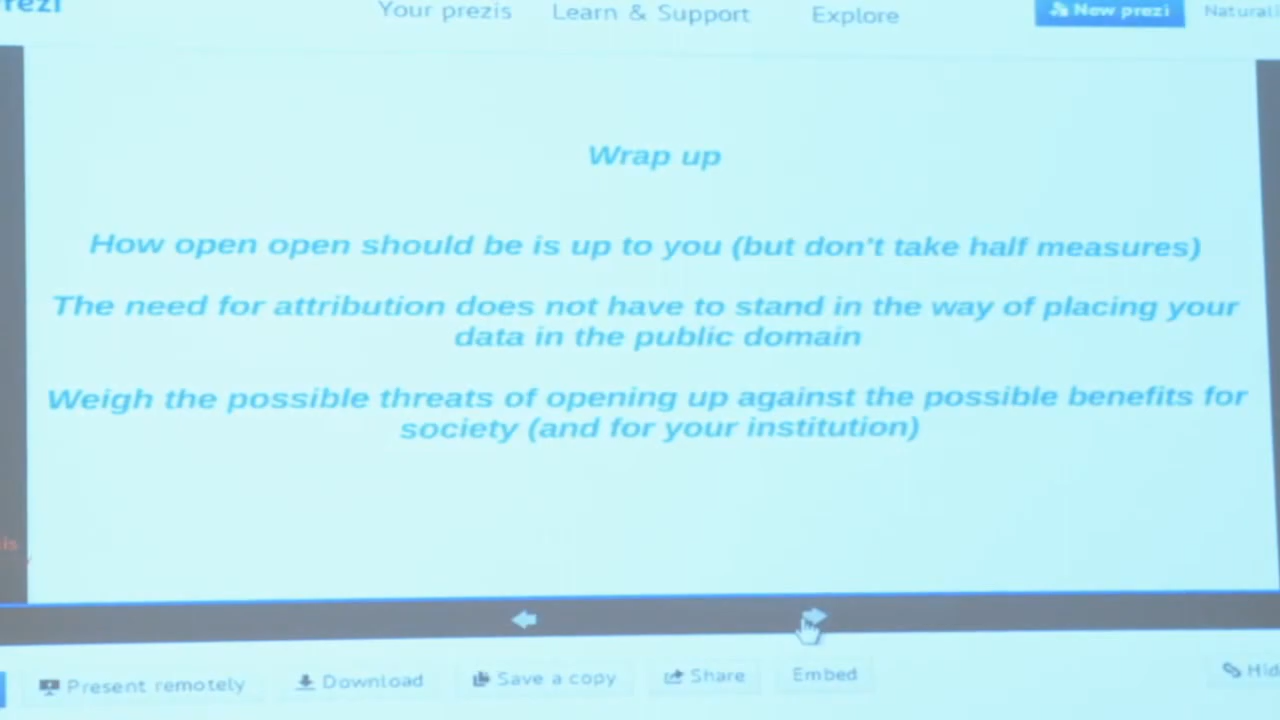 Your prezis Learn & Support Explore New prezi
Wrap up
How open open should be is up to you (but don't take half measures)
The need for attribution does not have to stand in the way of placing your
data in the public domain
Weigh the possible threats of opening up against the possible benefits for
society (and for your institution)
Present remotely Download Save a copy Share Embed